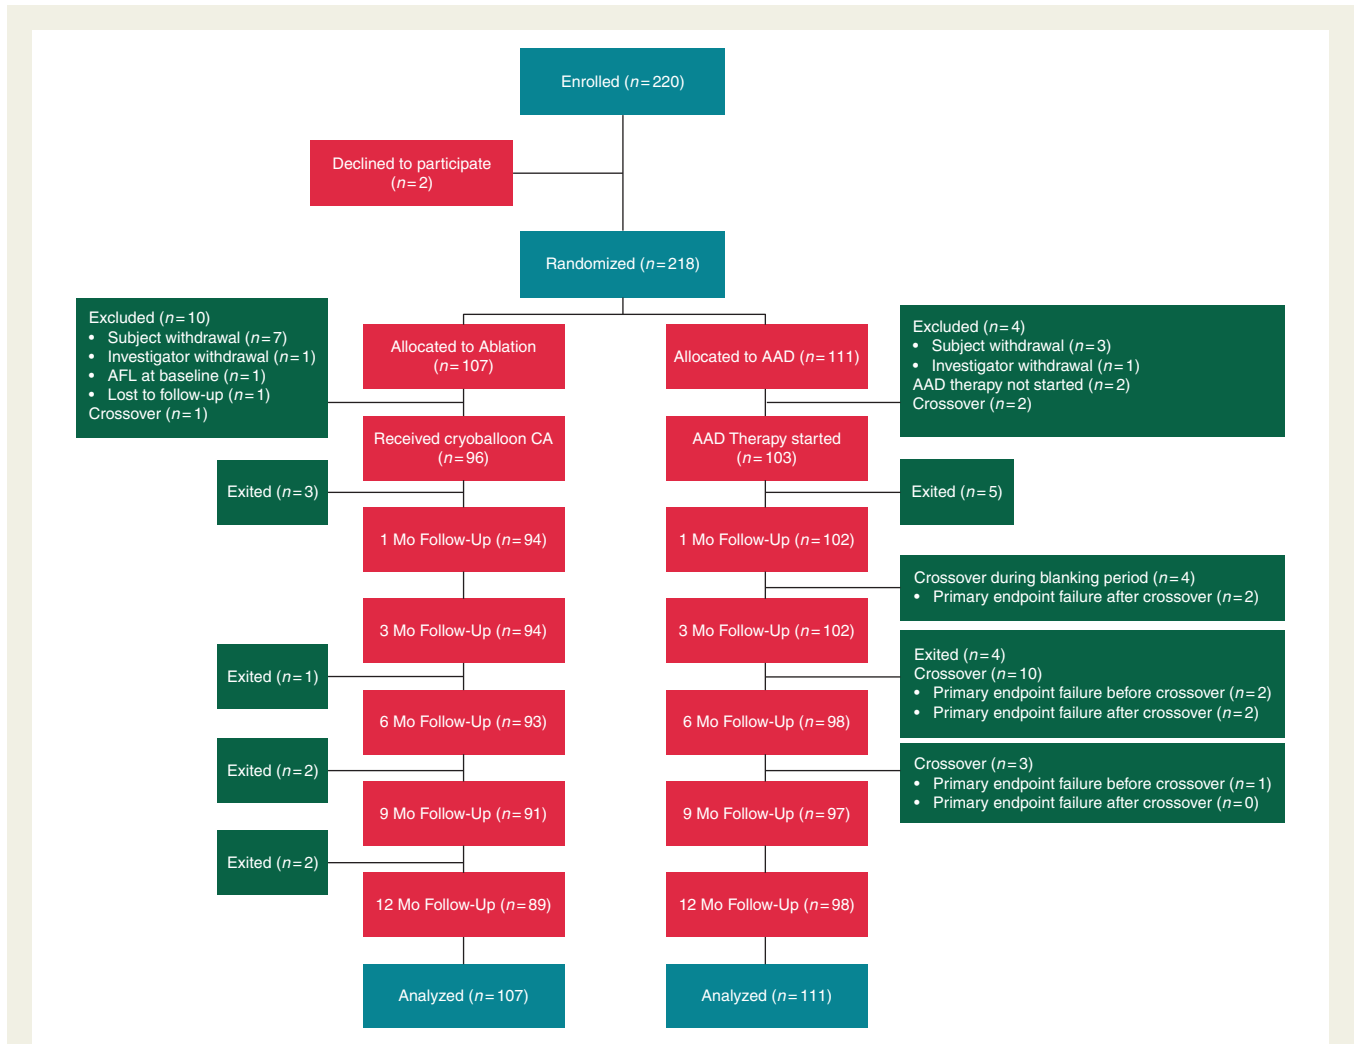 Enrolled (n=220)
Declined to participate
(n=2)
Randomized (n=218)
Excluded (n=10)
• Subject withdrawal (n=7)
• Investigator withdrawal (n=1)
• AFL at baseline (n=1)
• Lost to follow-up (n=1)
Crossover (n=1)
Allocated to Ablation
(n=107)
Allocated to AAD (n=111)
Excluded (n=4)
• Subject withdrawal (n=3)
• Investigator withdrawal (n=1)
AAD therapy not started (n=2)
Crossover (n=2)
Received cryoballoon CA
(n=96)
AAD Therapy started
(n=103)
Exited (n=3)
Exited (n=5)
1 Mo Follow-Up (n=94)
1 Mo Follow-Up (n=102)
Crossover during blanking period (n=4)
• Primary endpoint failure after crossover (n=2)
3 Mo Follow-Up (n=94)
3 Mo Follow-Up (n=102)
Exited (n=1)
Exited (n=4)
Crossover (n=10)
• Primary endpoint failure before crossover (n=2)
• Primary endpoint failure after crossover (n=2)
6 Mo Follow-Up (n=93)
6 Mo Follow-Up (n=98)
Exited (n=2)
Crossover (n=3)
• Primary endpoint failure before crossover (n=1)
• Primary endpoint failure after crossover (n=0)
9 Mo Follow-Up (n=91)
9 Mo Follow-Up (n=97)
Exited (n=2)
12 Mo Follow-Up (n=89)
12 Mo Follow-Up (n=98)
Analyzed (n=107)
Analyzed (n=111)